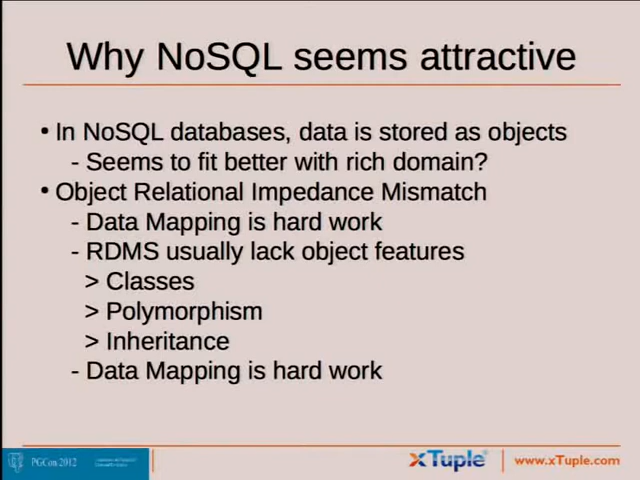 Why NoSQL seems attractive
• In NoSQL databases, data is stored as objects
- Seems to fit better with rich domain?
• Object Relational Impedance Mismatch
- Data Mapping is hard work
- RDMS usually lack object features
> Classes
> Polymorphism
> Inheritance
- Data Mapping is hard work
PGCon 2012
xTuple
www.xTuple.com